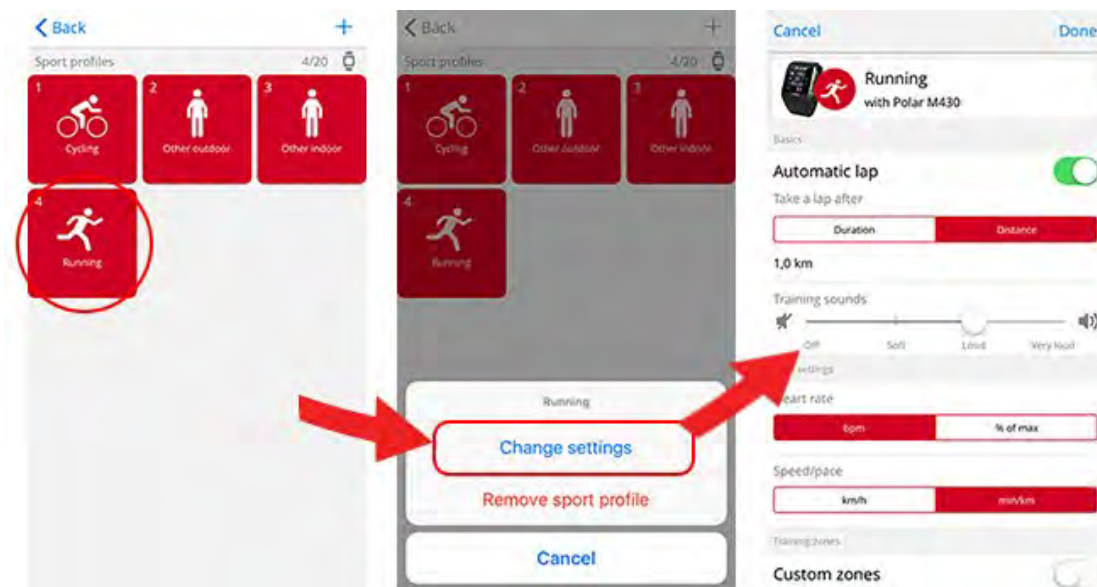 Back
+
Sport profiles 4/20
1
Cycling
2
Other outdoor
3
Other indoor
4
Running
Back
+
Sport profiles 4/20
1
Cycling
2
Other outdoor
3
Other indoor
4
Running
Running
Change settings
Remove sport profile
Cancel
Cancel Done
Running
with Polar M430
Basics
Automatic lap
Take a lap after
Duration Distance
1,0 km
Training sounds
Off Soft Loud Very loud
settings
eart rate
bpm % of max
Speed/pace
km/h min/km
Training zones
Custom zones